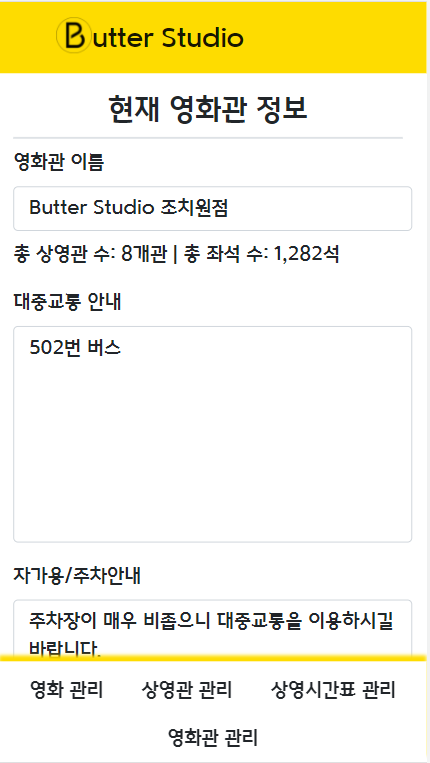 Butter Studio
현재 영화관 정보
영화관 이름
Butter Studio 조치원점
총 상영관 수: 8개관 | 총 좌석 수: 1,282석
대중교통 안내
502번 버스
자가용/주차안내
주차장이 매우 비좁으니 대중교통을 이용하시길
바랍니다.
영화 관리 상영관 관리 상영시간표 관리
영화관 관리